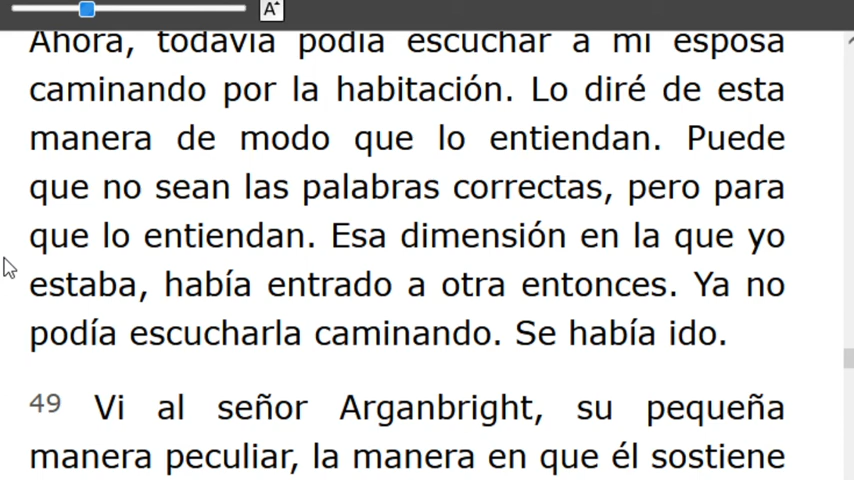 A
Ahora, todavía podía escuchar a mi esposa
caminando por la habitación. Lo diré de esta
manera de modo que lo entiendan. Puede
que no sean las palabras correctas, pero para
que lo entiendan. Esa dimensión en la que yo
estaba, había entrado a otra entonces. Ya no
podía escucharla caminando. Se había ido.
49 Vi al señor Arganbright, su pequeña
manera peculiar, la manera en que él sostiene